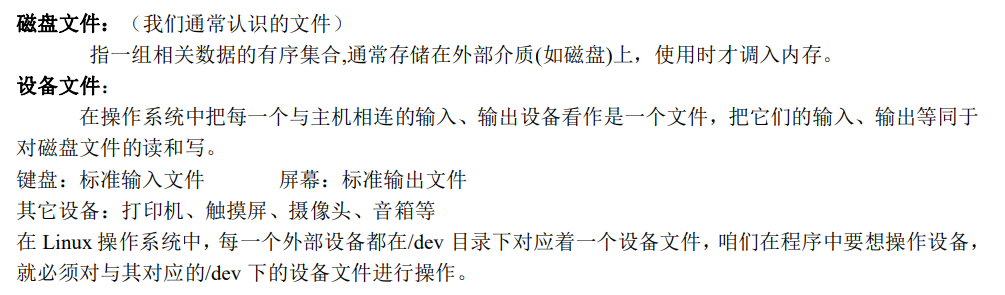 磁盘文件：（我们通常认识的文件）
指一组相关数据的有序集合,通常存储在外部介质(如磁盘)上，使用时才调入内存。
设备文件：
在操作系统中把每一个与主机相连的输入、输出设备看作是一个文件，把它们的输入、输出等同于
对磁盘文件的读和写。
键盘：标准输入文件 屏幕：标准输出文件
其它设备：打印机、触摸屏、摄像头、音箱等
在 Linux 操作系统中，每一个外部设备都在/dev 目录下对应着一个设备文件，咱们在程序中要想操作设备，
就必须对与其对应的/dev 下的设备文件进行操作。